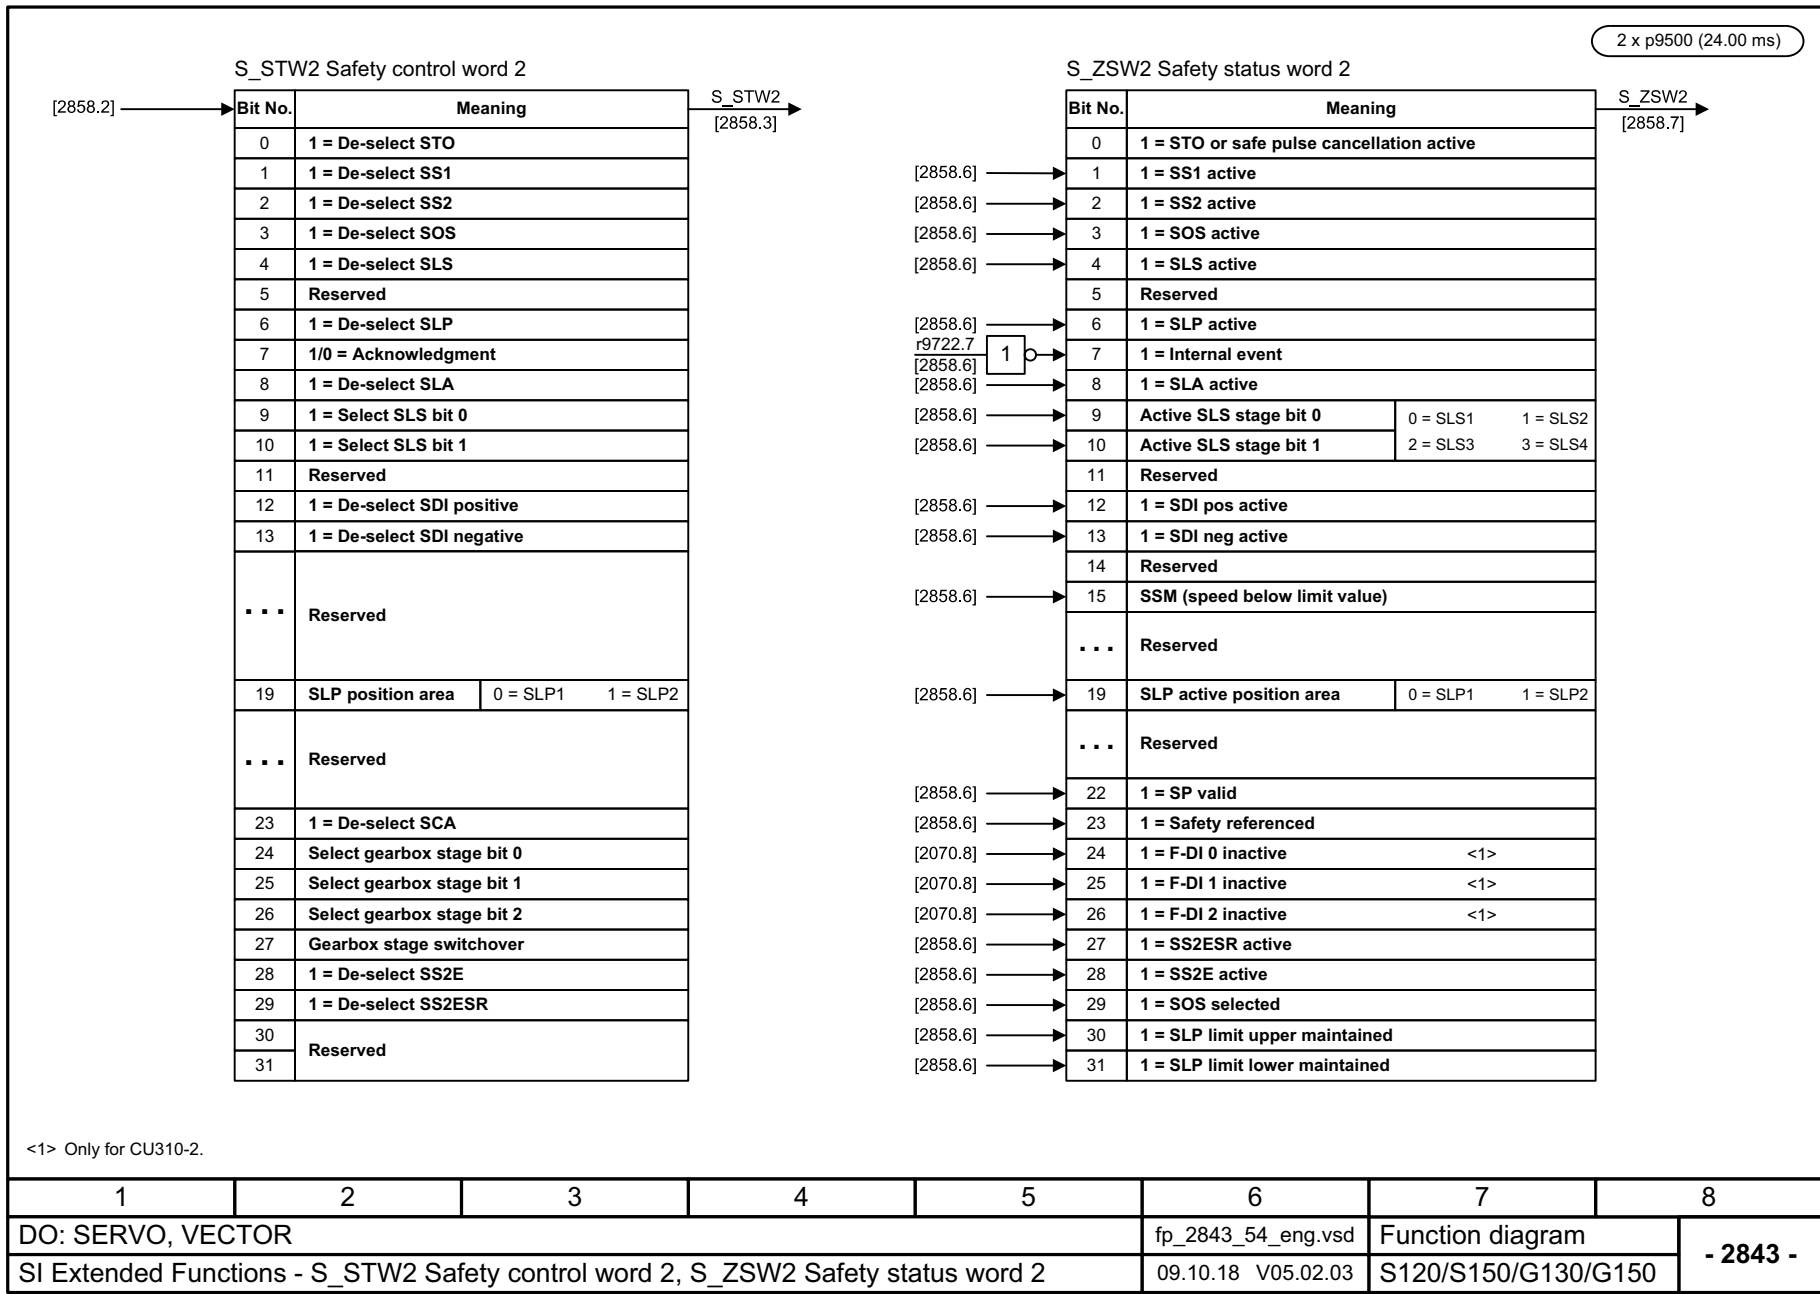 2 x p9500 (24.00 ms)
S_STW2 Safety control word 2
[2858.2]
Bit No. Meaning
S_STW2
[2858.3]
0 1 = De-select STO
1 1 = De-select SS1
2 1 = De-select SS2
3 1 = De-select SOS
4 1 = De-select SLS
5 Reserved
6 1 = De-select SLP
7 1/0 = Acknowledgment
8 1 = De-select SLA
9 1 = Select SLS bit 0
10 1 = Select SLS bit 1
11 Reserved
12 1 = De-select SDI positive
13 1 = De-select SDI negative
... Reserved
19 SLP position area 0 = SLP1 1 = SLP2
... Reserved
23 1 = De-select SCA
24 Select gearbox stage bit 0
25 Select gearbox stage bit 1
26 Select gearbox stage bit 2
27 Gearbox stage switchover
28 1 = De-select SS2E
29 1 = De-select SS2ESR
30
Reserved
31
S_ZSW2 Safety status word 2
Bit No. Meaning
S_ZSW2
[2858.7]
0 1 = STO or safe pulse cancellation active
[2858.6] 1 1 = SS1 active
[2858.6] 2 1 = SS2 active
[2858.6] 3 1 = SOS active
[2858.6] 4 1 = SLS active
5 Reserved
[2858.6] 6 1 = SLP active
r9722.7
[2858.6] 1 7 1 = Internal event
[2858.6] 8 1 = SLA active
[2858.6] 9 Active SLS stage bit 0 0 = SLS1 1 = SLS2
[2858.6] 10 Active SLS stage bit 1 2 = SLS3 3 = SLS4
11 Reserved
[2858.6] 12 1 = SDI pos active
[2858.6] 13 1 = SDI neg active
14 Reserved
[2858.6] 15 SSM (speed below limit value)
... Reserved
[2858.6] 19 SLP active position area 0 = SLP1 1 = SLP2
... Reserved
[2858.6] 22 1 = SP valid
[2858.6] 23 1 = Safety referenced
[2070.8] 24 1 = F-DI 0 inactive <1>
[2070.8] 25 1 = F-DI 1 inactive <1>
[2070.8] 26 1 = F-DI 2 inactive <1>
[2858.6] 27 1 = SS2ESR active
[2858.6] 28 1 = SS2E active
[2858.6] 29 1 = SOS selected
[2858.6] 30 1 = SLP limit upper maintained
[2858.6] 31 1 = SLP limit lower maintained
<1> Only for CU310-2.
1 2 3 4 5 6 7 8
DO: SERVO, VECTOR fp_2843_54_eng.vsd Function diagram
- 2843 -
SI Extended Functions - S_STW2 Safety control word 2, S_ZSW2 Safety status word 2 09.10.18 V05.02.03 S120/S150/G130/G150